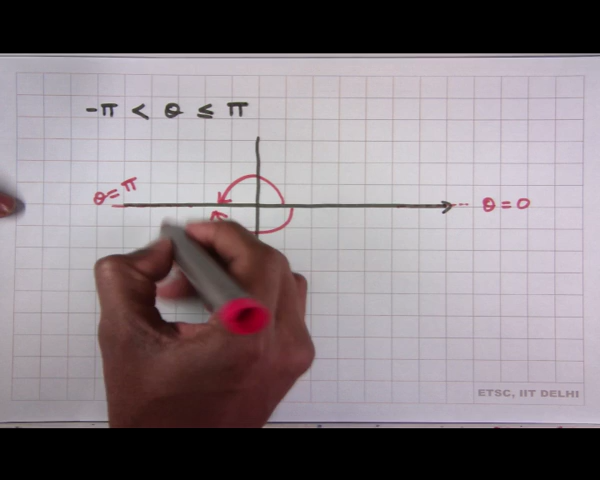 -π < θ ≤ π
θ = π
θ = 0
ETSC, IIT DELHI